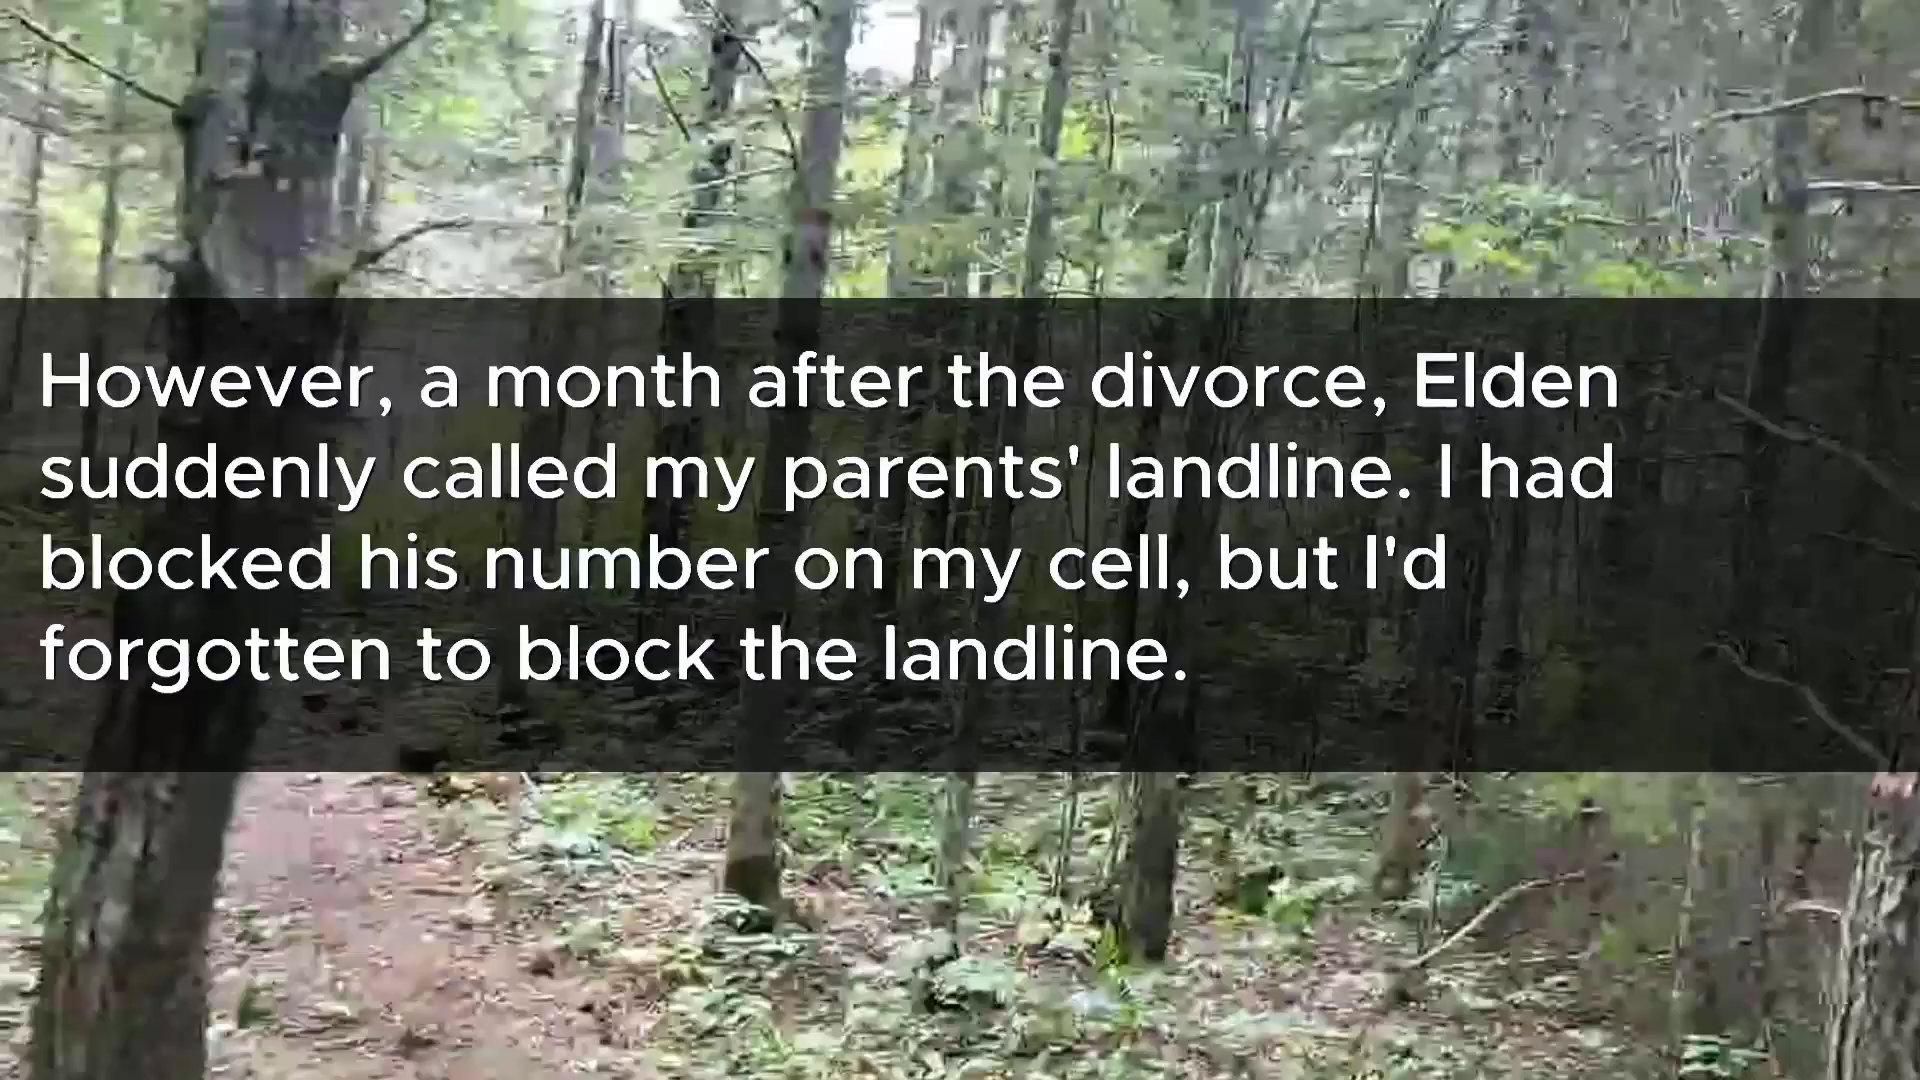 However, a month after the divorce, Elden
suddenly called my parents' landline. I had
blocked his number on my cell, but I'd
forgotten to block the landline.